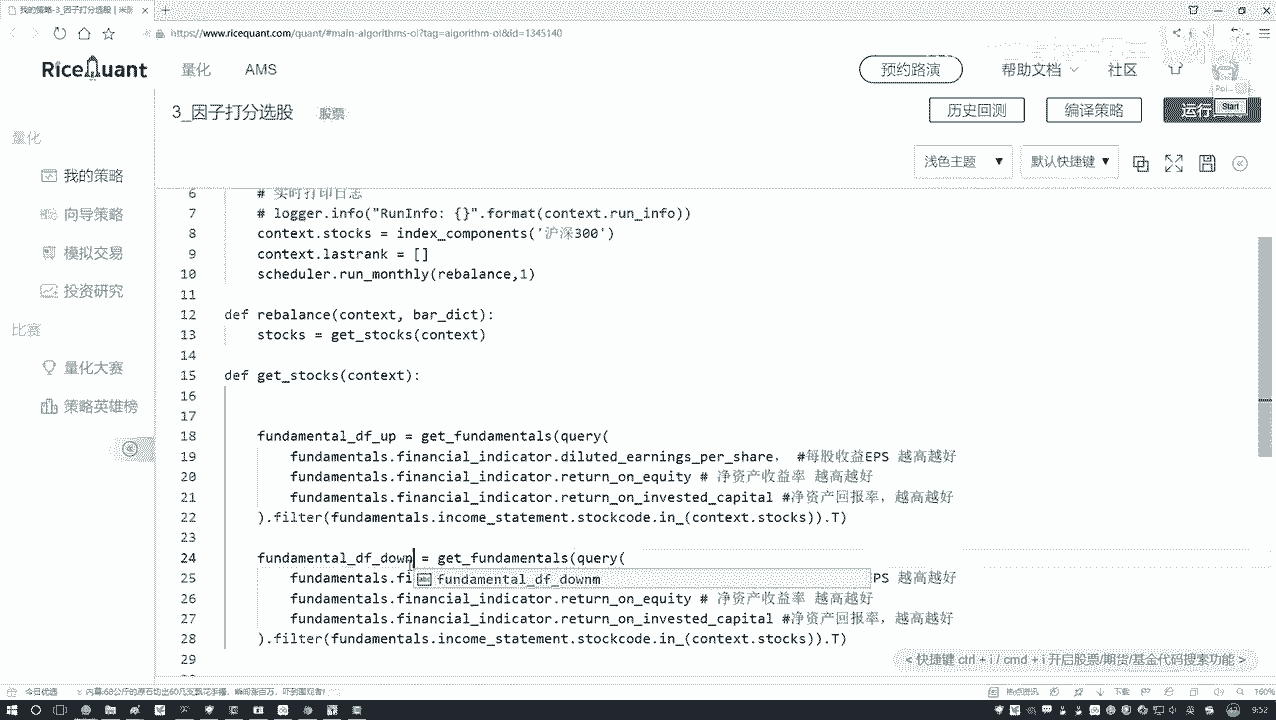 我的策略-3_因子打分选股 | 米筐
https://www.ricequant.com/quant/#main-algorithms-ol?tag=algorithm-ol&id=1345140
RiceQuant
量化
AMS
预约路演
帮助文档
社区
3_因子打分选股
股票
历史回测
编译策略
运行
Start
浅色主题
默认快捷键
量化
我的策略
向导策略
模拟交易
投资研究
比赛
量化大赛
策略英雄榜
6 # 实时打印日志
7 # logger.info("RunInfo: {}".format(context.run_info))
8 context.stocks = index_components('沪深300')
9 context.lastrank = []
10 scheduler.run_monthly(rebalance,1)
11
12 def rebalance(context, bar_dict):
13 stocks = get_stocks(context)
14
15 def get_stocks(context):
16
17
18 fundamental_df_up = get_fundamentals(query(
19 fundamentals.financial_indicator.diluted_earnings_per_share， #每股收益EPS 越高越好
20 fundamentals.financial_indicator.return_on_equity # 净资产收益率 越高越好
21 fundamentals.financial_indicator.return_on_invested_capital #净资产回报率，越高越好
22 ).filter(fundamentals.income_statement.stockcode.in_(context.stocks)).T)
23
24 fundamental_df_down = get_fundamentals(query(
25 fundamentals.fi PS 越高越好
fundamental_df_downm
26 fundamentals.financial_indicator.return_on_equity # 净资产收益率 越高越好
27 fundamentals.financial_indicator.return_on_invested_capital #净资产回报率，越高越好
28 ).filter(fundamentals.income_statement.stockcode.in_(context.stocks)).T)
29
< 快捷键 ctrl + i / cmd + i 开启股票/期货/基金代码搜索功能 >
今日优选
热点资讯
下载
160%
9:52